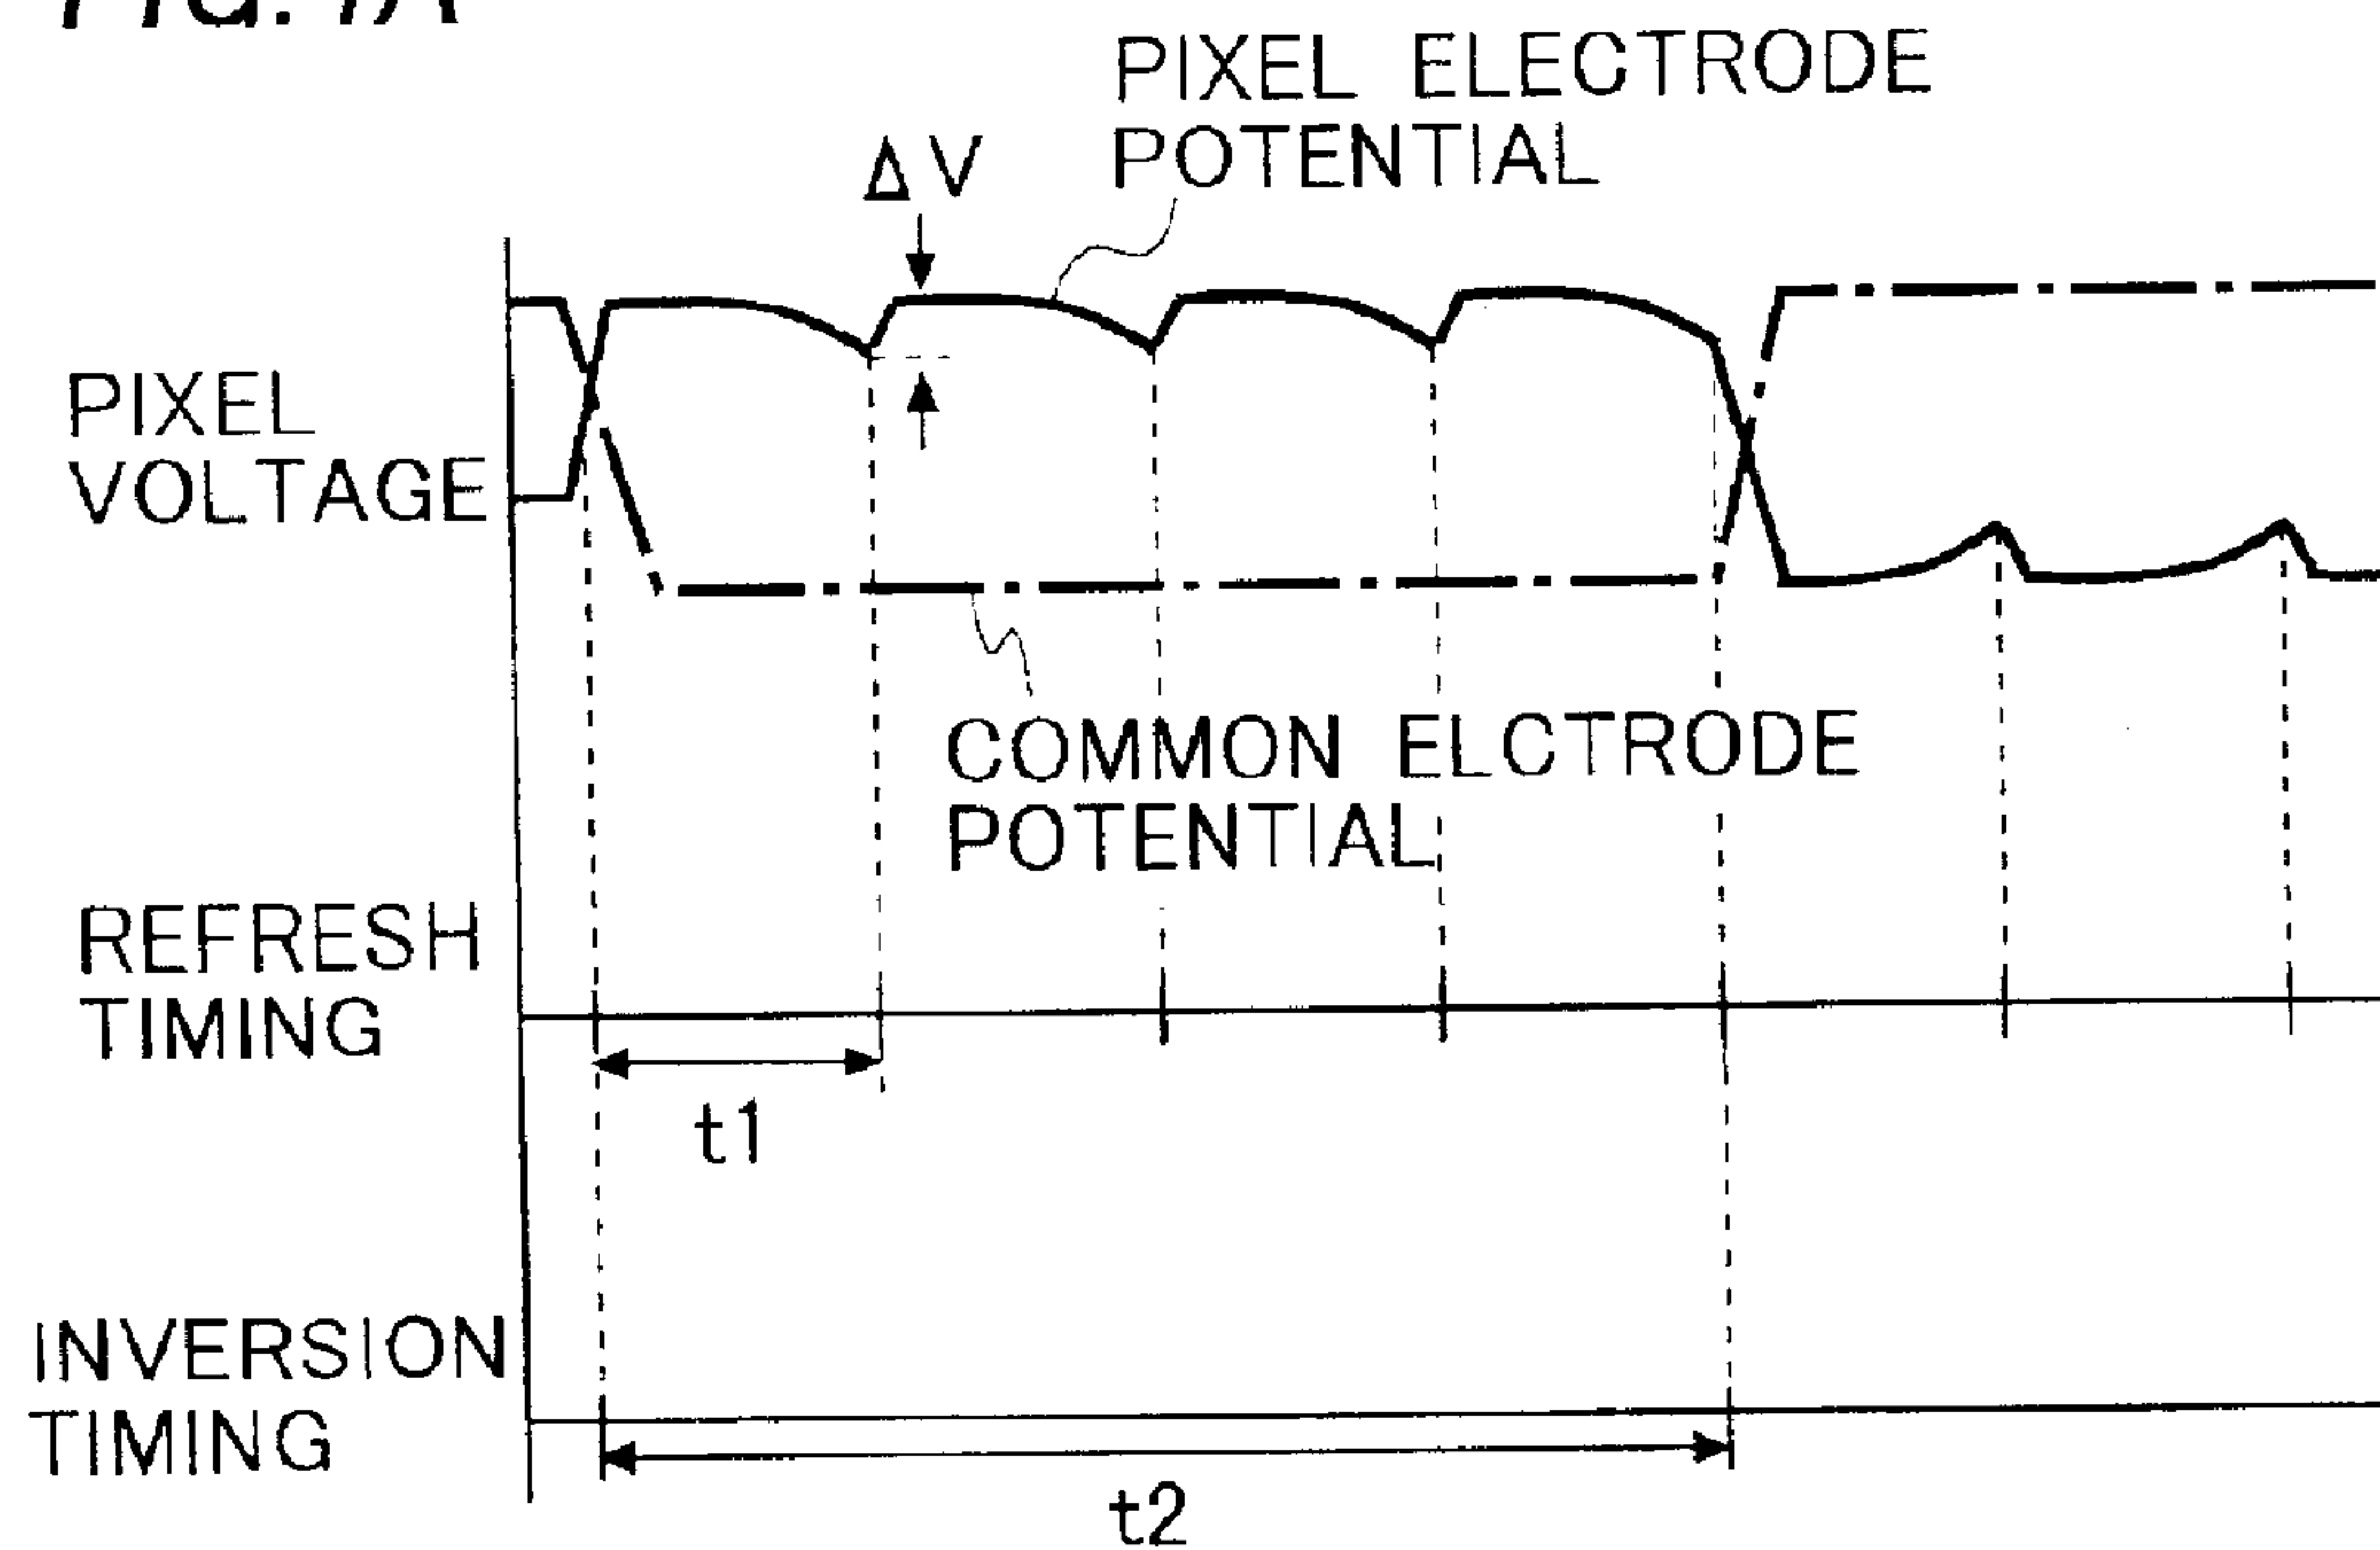 PIXEL ELECTRODE
POTENTIAL
ΔV
PIXEL
VOLTAGE
COMMON ELCTRODE
POTENTIAL
REFRESH
TIMING
t1
INVERSION
TIMING
t2